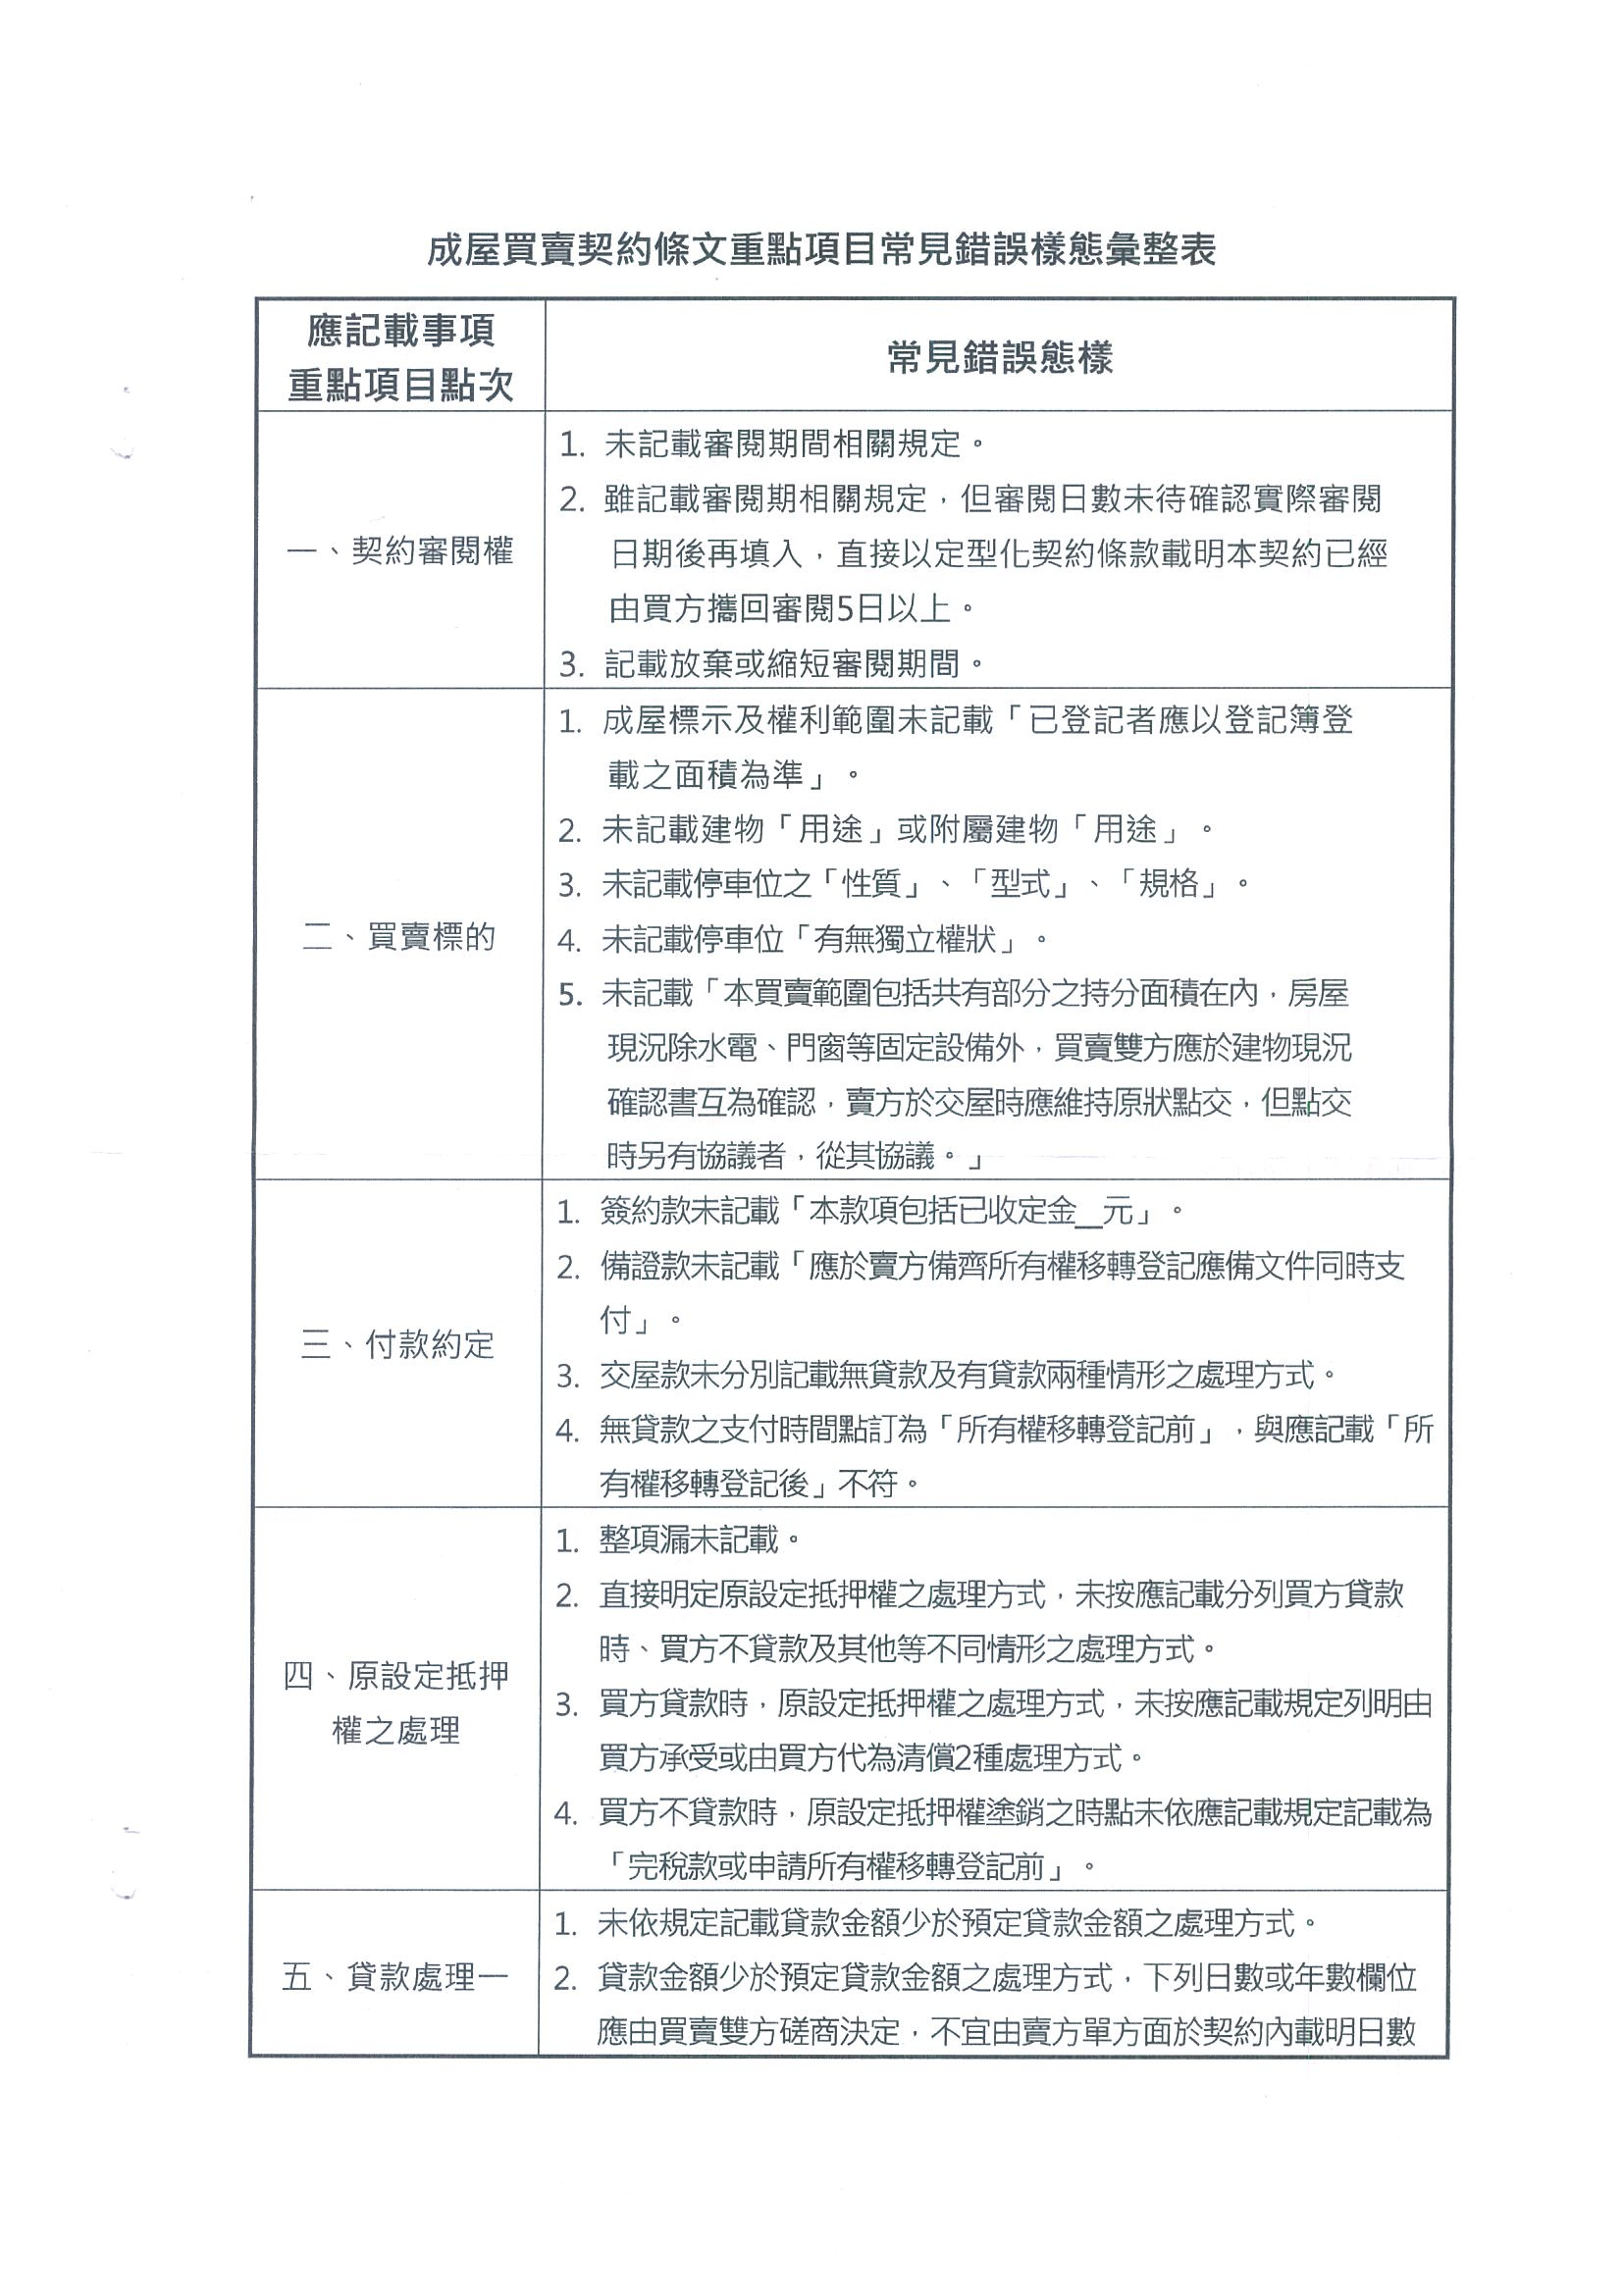 成屋買賣契約條文重點項目常見錯誤樣態彙整表
應記載事項
重點項目點次
常見錯誤態樣
一、契約審閱權
1. 未記載審閱期間相關規定。
2. 雖記載審閱期相關規定，但審閱日數未待確認實際審閱
日期後再填入，直接以定型化契約條款載明本契約已經
由買方攜回審閱5日以上。
3. 記載放棄或縮短審閱期間。
二、買賣標的
1. 成屋標示及權利範圍未記載「已登記者應以登記簿登
載之面積為準」。
2. 未記載建物「用途」或附屬建物「用途」。
3. 未記載停車位之「性質」、「型式」、「規格」。
4. 未記載停車位「有無獨立權狀」。
5. 未記載「本買賣範圍包括共有部分之持分面積在內，房屋
現況除水電、門窗等固定設備外，買賣雙方應於建物現況
確認書互為確認，賣方於交屋時應維持原狀點交，但點交
時另有協議者，從其協議。」
三、付款約定
1. 簽約款未記載「本款項包括已收定金__元」。
2. 備證款未記載「應於賣方備齊所有權移轉登記應備文件同時支
付」。
3. 交屋款未分別記載無貸款及有貸款兩種情形之處理方式。
4. 無貸款之支付時間點訂為「所有權移轉登記前」，與應記載「所
有權移轉登記後」不符。
四、原設定抵押
權之處理
1. 整項漏未記載。
2. 直接明定原設定抵押權之處理方式，未按應記載分列買方貸款
時、買方不貸款及其他等不同情形之處理方式。
3. 買方貸款時，原設定抵押權之處理方式，未按應記載規定列明由
買方承受或由買方代為清償2種處理方式。
4. 買方不貸款時，原設定抵押權塗銷之時點未依應記載規定記載為
「完稅款或申請所有權移轉登記前」。
五、貸款處理一
1. 未依規定記載貸款金額少於預定貸款金額之處理方式。
2. 貸款金額少於預定貸款金額之處理方式，下列日數或年數欄位
應由買賣雙方磋商決定，不宜由賣方單方面於契約內載明日數